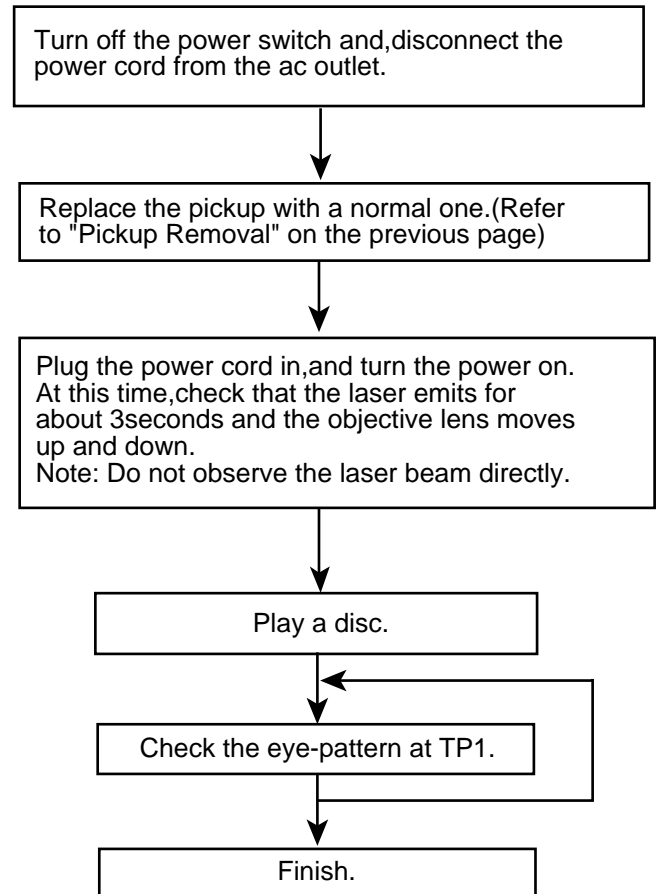 Turn off the power switch and,disconnect the
power cord from the ac outlet.
Replace the pickup with a normal one.(Refer
to "Pickup Removal" on the previous page)
Plug the power cord in,and turn the power on.
At this time,check that the laser emits for
about 3seconds and the objective lens moves
up and down.
Note: Do not observe the laser beam directly.
Play a disc.
Check the eye-pattern at TP1.
Finish.